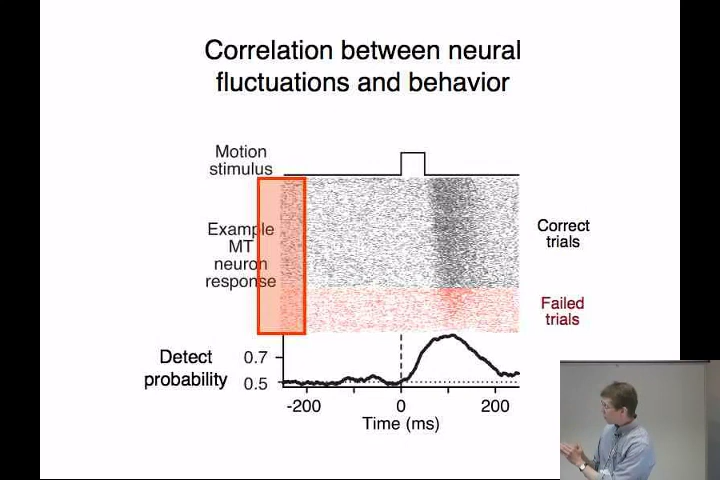 Correlation between neural
fluctuations and behavior
Motion
stimulus
Example
MT
neuron
response
Correct
trials
Failed
trials
Detect
probability
0.7
0.5
-200
0
200
Time (ms)